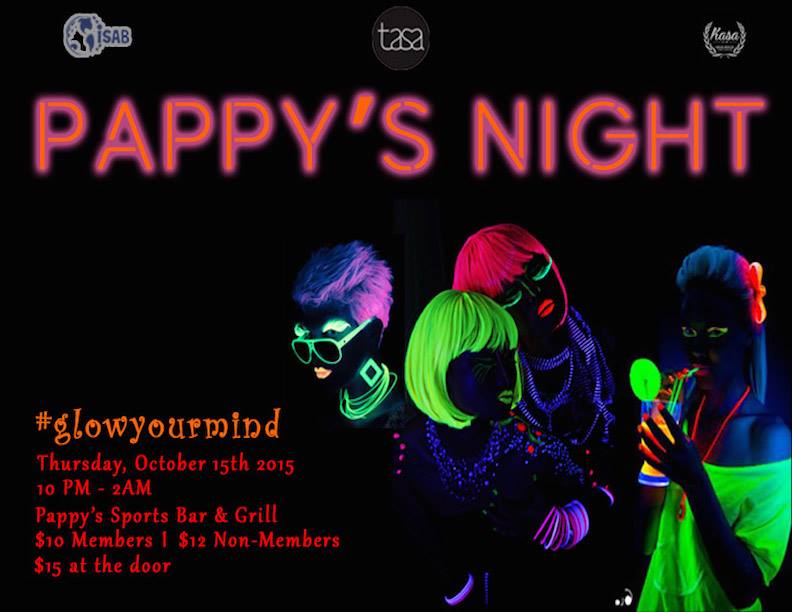 iSAB
tasa
Kasa
PAPPY'S NIGHT
#glowyourmind
Thursday, October 15th 2015
10 PM - 2AM
Pappy's Sports Bar & Grill
$10 Members I $12 Non-Members
$15 at the door